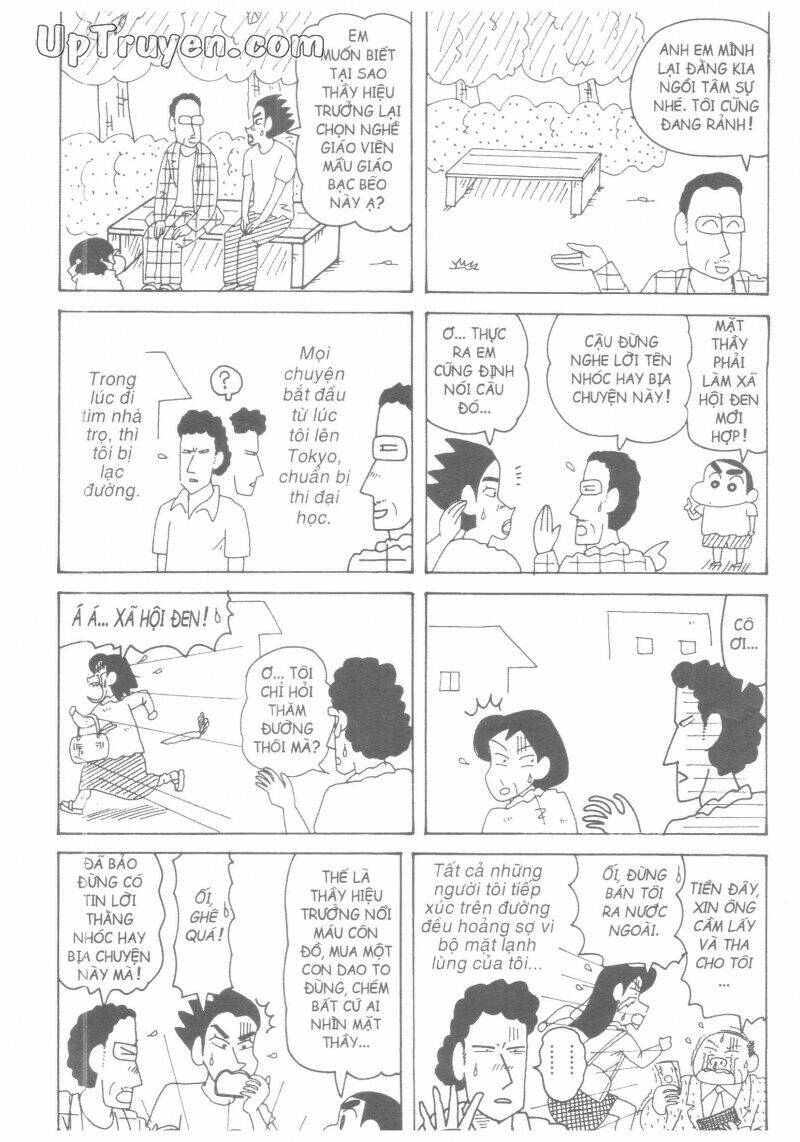 UpTruyen.com
ANH EM MÌNH
LẠI ĐẰNG KIA
NGỒI TÂM SỰ
NHÉ. TÔI CŨNG
ĐANG RẢNH!
EM
MUỐN BIẾT
TẠI SAO
THẦY HIỆU
TRƯỞNG LẠI
CHỌN NGHỀ
GIÁO VIÊN
MẪU GIÁO
BẠC BẼO
NÀY Ạ?
MẶT
THẦY
PHẢI
LÀM XÃ
HỘI ĐEN
MỚI
HỢP!
CẬU ĐỪNG
NGHE LỜI TÊN
NHÓC HAY BỊA
CHUYỆN NÀY!
Ơ... THỰC
RA EM
CŨNG ĐỊNH
NÓI CÂU
ĐÓ...
Mọi
chuyện
bắt đầu
từ lúc
tôi lên
Tokyo,
chuẩn bị
thi đại
học.
?
Trong
lúc đi
tìm nhà
trọ, thì
tôi bị
lạc
đường.
CÔ
ƠI...
Á Á... XÃ HỘI ĐEN!
Ơ... TÔI
CHỈ HỎI
THĂM
ĐƯỜNG
THÔI MÀ?
TIỀN ĐÂY,
XIN ÔNG
CẦM LẤY
VÀ THA
CHO TÔI
...
ỐI, ĐỪNG
BÁN TÔI
RA NƯỚC
NGOÀI.
Tất cả những
người tôi tiếp
xúc trên đường
đều hoảng sợ vì
bộ mặt lạnh
lùng của tôi...
THẾ LÀ
THẦY HIỆU
TRƯỞNG NỔI
MÁU CÔN
ĐỒ, MUA MỘT
CON DAO TO
ĐÙNG, CHÉM
BẤT CỨ AI
NHÌN MẶT
THẦY...
ỐI,
GHÊ
QUÁ!
ĐÃ BẢO
ĐỪNG CÓ
TIN LỜI
THẰNG
NHÓC HAY
BỊA CHUYỆN
NÀY MÀ!